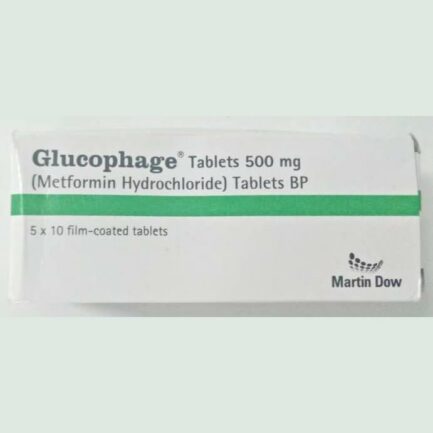 Glucophage® Tablets 500 mg
(Metformin Hydrochloride) Tablets BP
5 x 10 film-coated tablets
Martin Dow